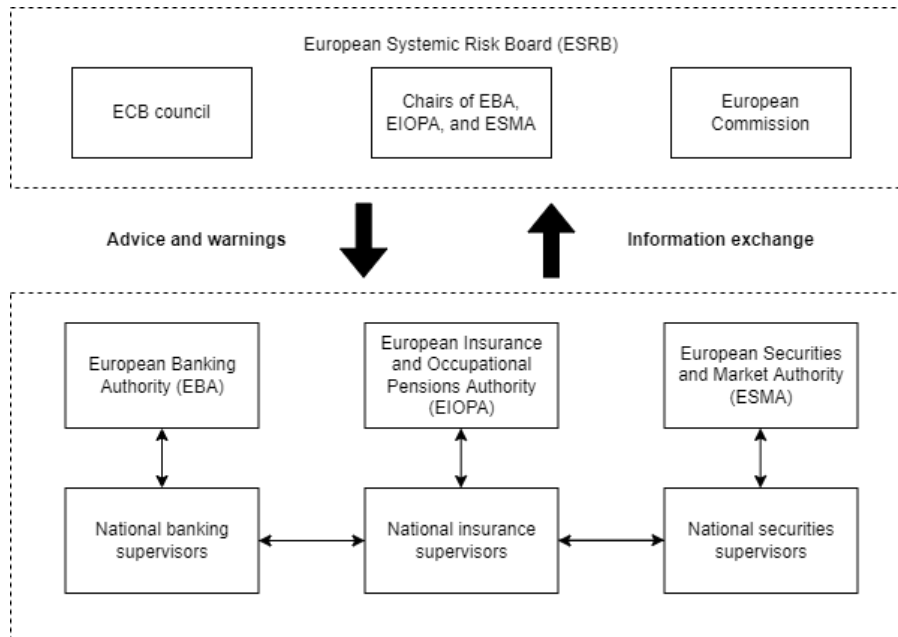 European Systemic Risk Board (ESRB)
ECB council
Chairs of EBA,
EIOPA, and ESMA
European
Commission
Advice and warnings
Information exchange
European Banking
Authority (EBA)
European Insurance
and Occupational
Pensions Authority
(EIOPA)
European Securities
and Market Authority
(ESMA)
National banking
supervisors
National insurance
supervisors
National securities
supervisors